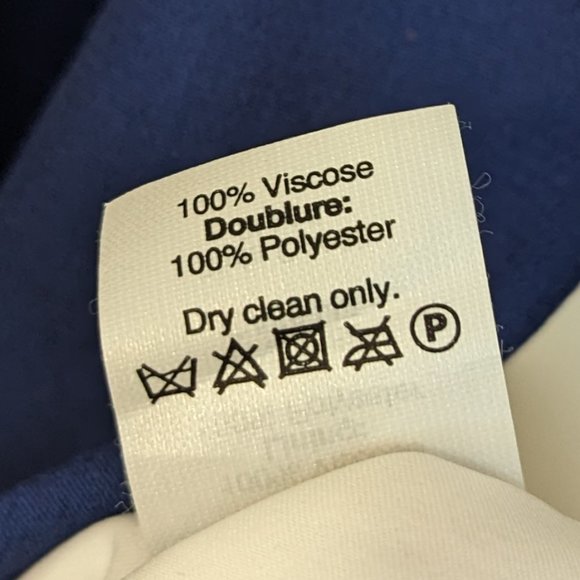 100% Viscose
Doublure:
100% Polyester
Dry clean only.
P